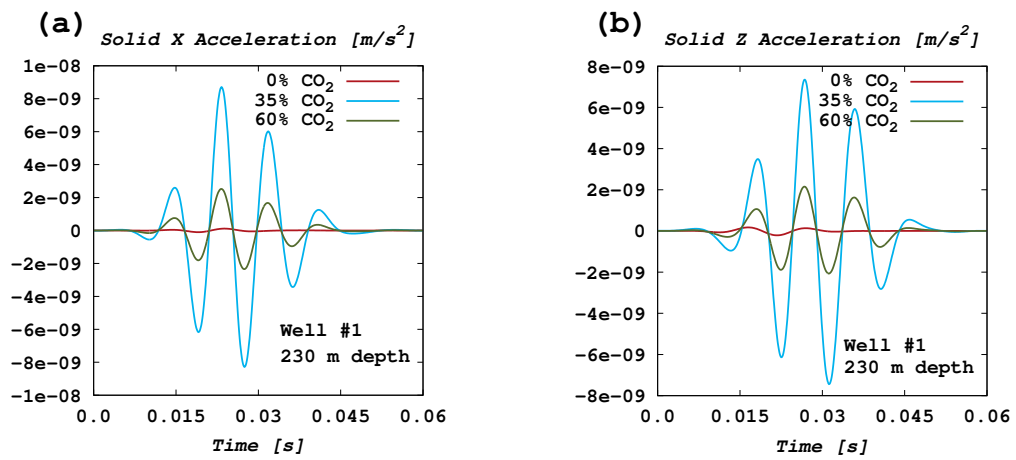 (a)
Solid X Acceleration [m/s²]
1e-08
8e-09
6e-09
4e-09
2e-09
0
-2e-09
-4e-09
-6e-09
-8e-09
-1e-08
0% CO₂
35% CO₂
60% CO₂
Well #1
230 m depth
0.0 0.015 0.03 0.045 0.06
Time [s]
(b)
Solid Z Acceleration [m/s²]
8e-09
6e-09
4e-09
2e-09
0
-2e-09
-4e-09
-6e-09
-8e-09
0% CO₂
35% CO₂
60% CO₂
Well #1
230 m depth
0.0 0.015 0.03 0.045 0.06
Time [s]